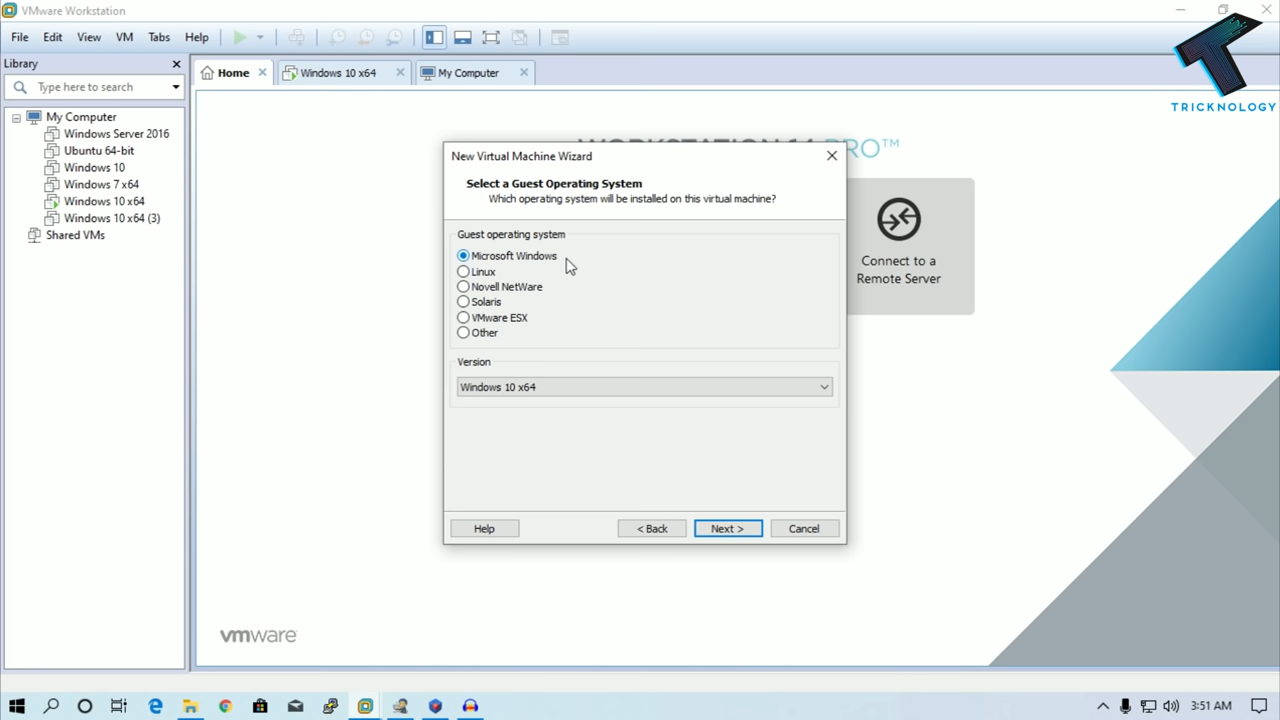 VMware Workstation
File Edit View VM Tabs Help
TRICKNOLOGY
Library
Type here to search
Home
Windows 10 x64
My Computer
My Computer
Windows Server 2016
Ubuntu 64-bit
Windows 10
Windows 7 x64
Windows 10 x64
Windows 10 x64 (3)
Shared VMs
PRO™
New Virtual Machine Wizard
Select a Guest Operating System
Which operating system will be installed on this virtual machine?
Guest operating system
Microsoft Windows
Linux
Novell NetWare
Solaris
VMware ESX
Other
Version
Windows 10 x64
Help
< Back
Next >
Cancel
Connect to a
Remote Server
vmware
3:51 AM